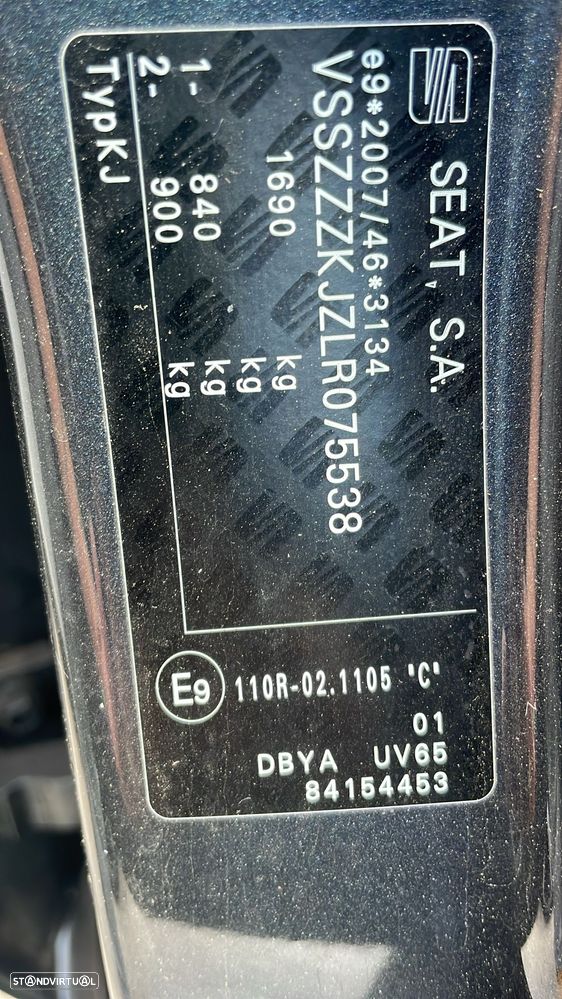 SEAT, S.A.
e9*2007/46*3134
VSSZZZKJZLR075538
1690 kg
kg
1- 840 kg
2- 900 kg
TypKJ
E9 110R-02.1105 "C"
01
DBYA UV65
84154453
STANDVIRTUAL